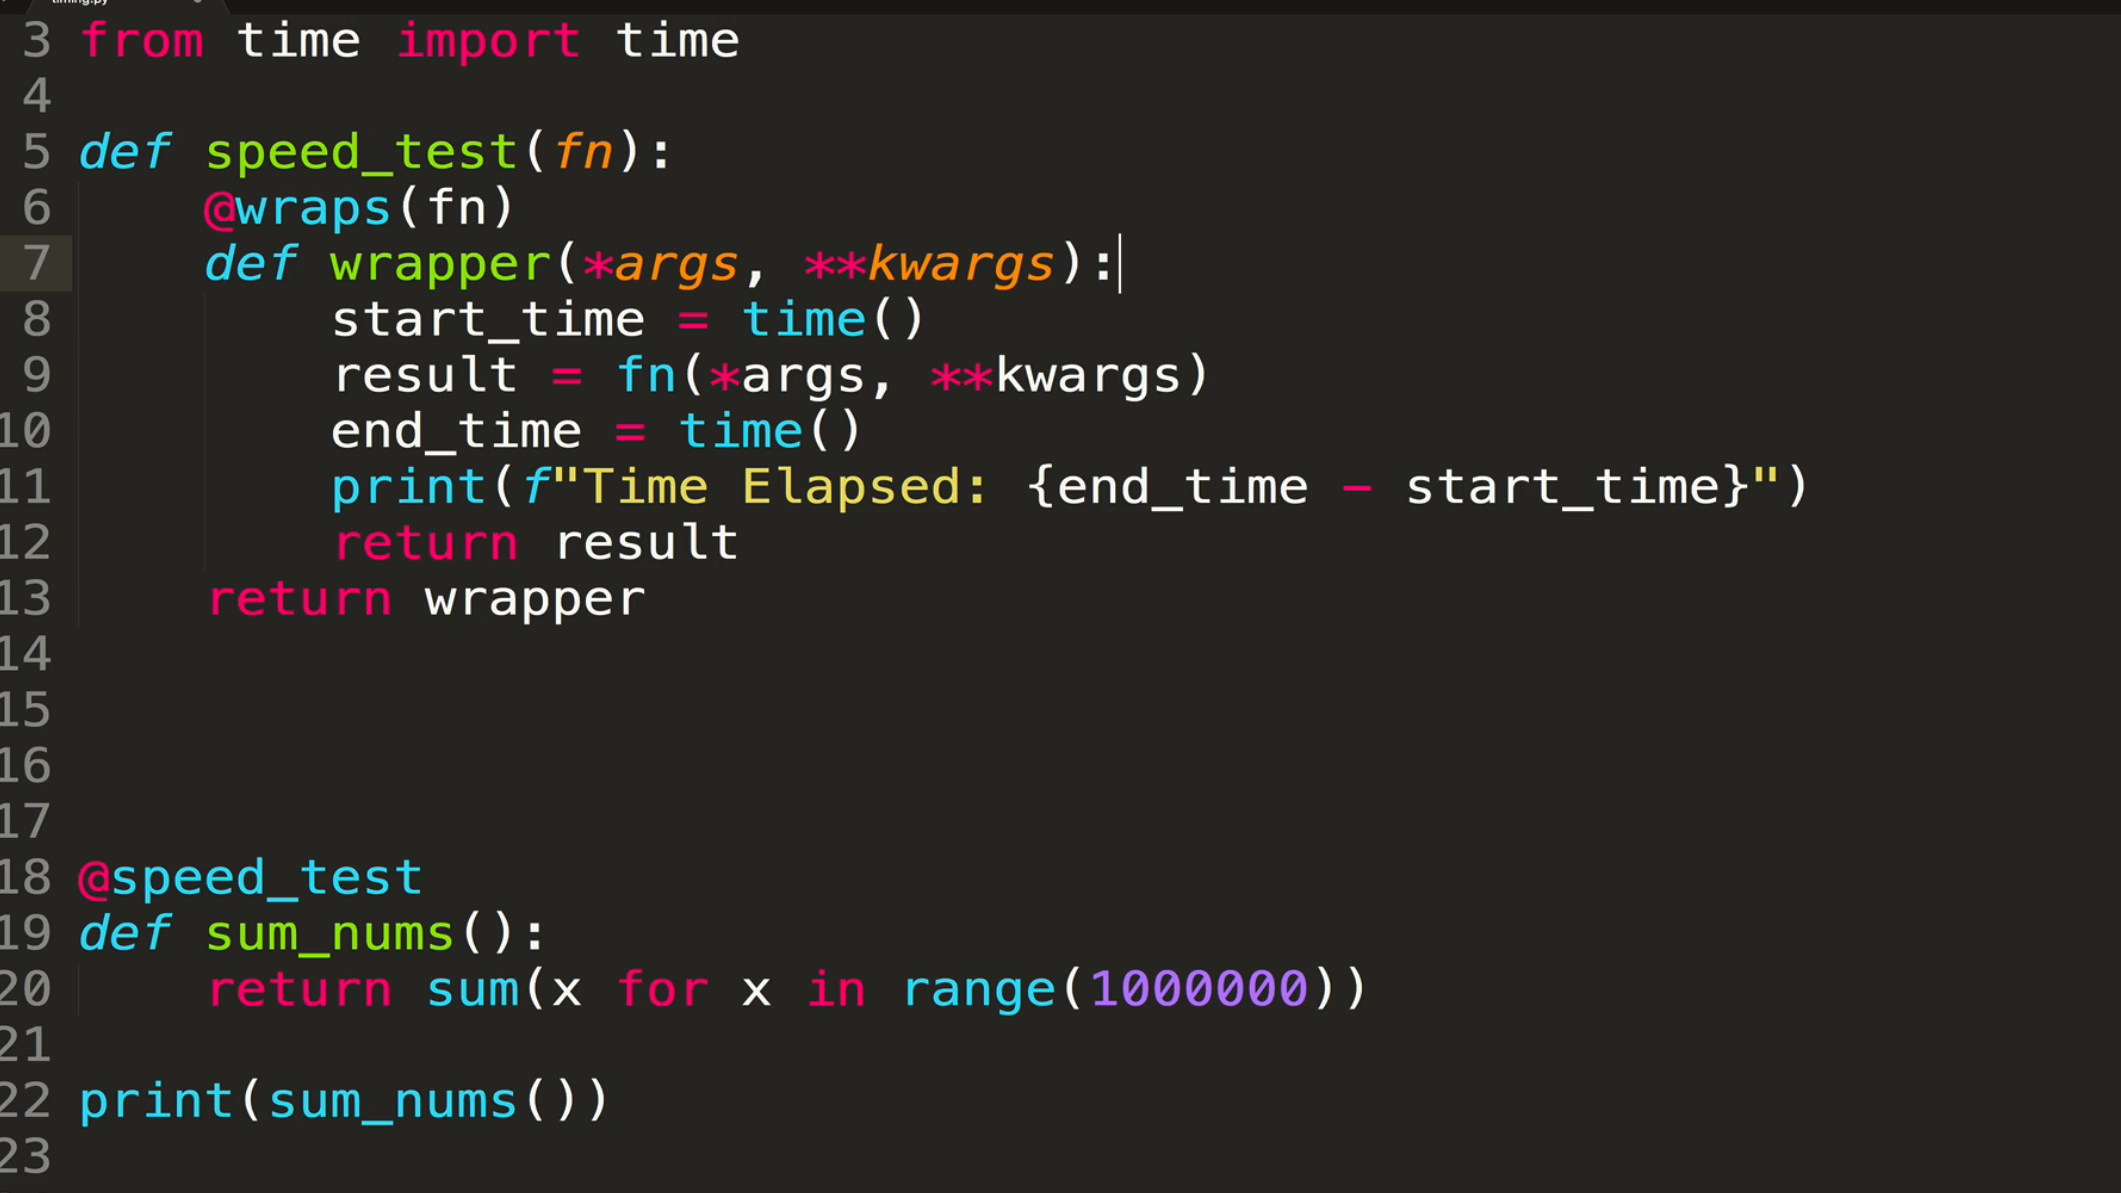 timing.py
3 from time import time
4
5 def speed_test(fn):
6     @wraps(fn)
7     def wrapper(*args, **kwargs):
8         start_time = time()
9         result = fn(*args, **kwargs)
10         end_time = time()
11         print(f"Time Elapsed: {end_time - start_time}")
12         return result
13     return wrapper
14
15
16
17
18 @speed_test
19 def sum_nums():
20     return sum(x for x in range(1000000))
21
22 print(sum_nums())
23